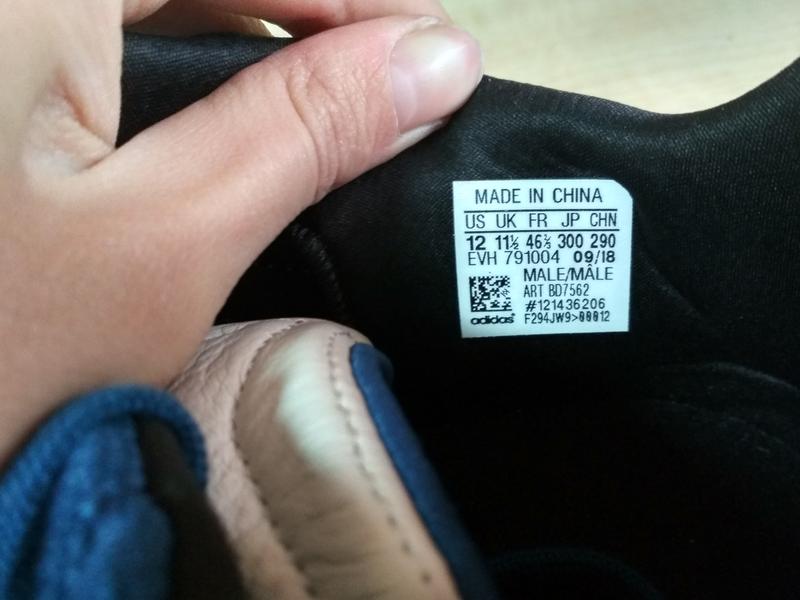 MADE IN CHINA
US UK FR JP CHN
12 11½ 46⅔ 300 290
EVH 791004 09/18
MALE/MÂLE
ART BD7562
#121436206
adidas F294JW9>00012